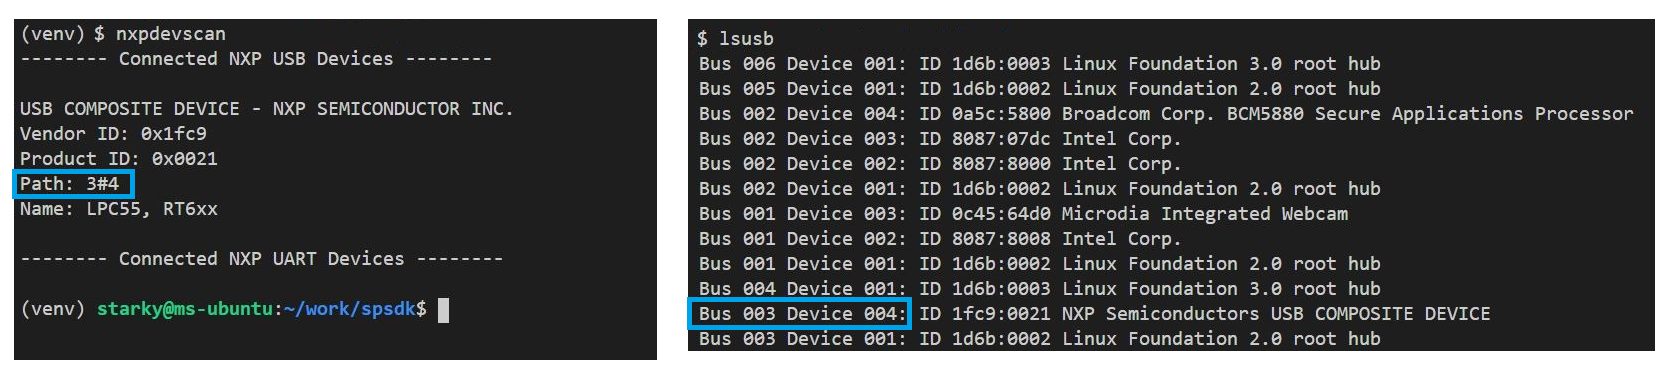 (venv) $ nxpdevscan
-------- Connected NXP USB Devices --------
USB COMPOSITE DEVICE - NXP SEMICONDUCTOR INC.
Vendor ID: 0x1fc9
Product ID: 0x0021
Path: 3#4
Name: LPC55, RT6xx
-------- Connected NXP UART Devices --------
(venv) starky@ms-ubuntu:~/work/spsdk$
$ lsusb
Bus 006 Device 001: ID 1d6b:0003 Linux Foundation 3.0 root hub
Bus 005 Device 001: ID 1d6b:0002 Linux Foundation 2.0 root hub
Bus 002 Device 004: ID 0a5c:5800 Broadcom Corp. BCM5880 Secure Applications Processor
Bus 002 Device 003: ID 8087:07dc Intel Corp.
Bus 002 Device 002: ID 8087:8000 Intel Corp.
Bus 002 Device 001: ID 1d6b:0002 Linux Foundation 2.0 root hub
Bus 001 Device 003: ID 0c45:64d0 Microdia Integrated Webcam
Bus 001 Device 002: ID 8087:8008 Intel Corp.
Bus 001 Device 001: ID 1d6b:0002 Linux Foundation 2.0 root hub
Bus 004 Device 001: ID 1d6b:0003 Linux Foundation 3.0 root hub
Bus 003 Device 004: ID 1fc9:0021 NXP Semiconductors USB COMPOSITE DEVICE
Bus 003 Device 001: ID 1d6b:0002 Linux Foundation 2.0 root hub